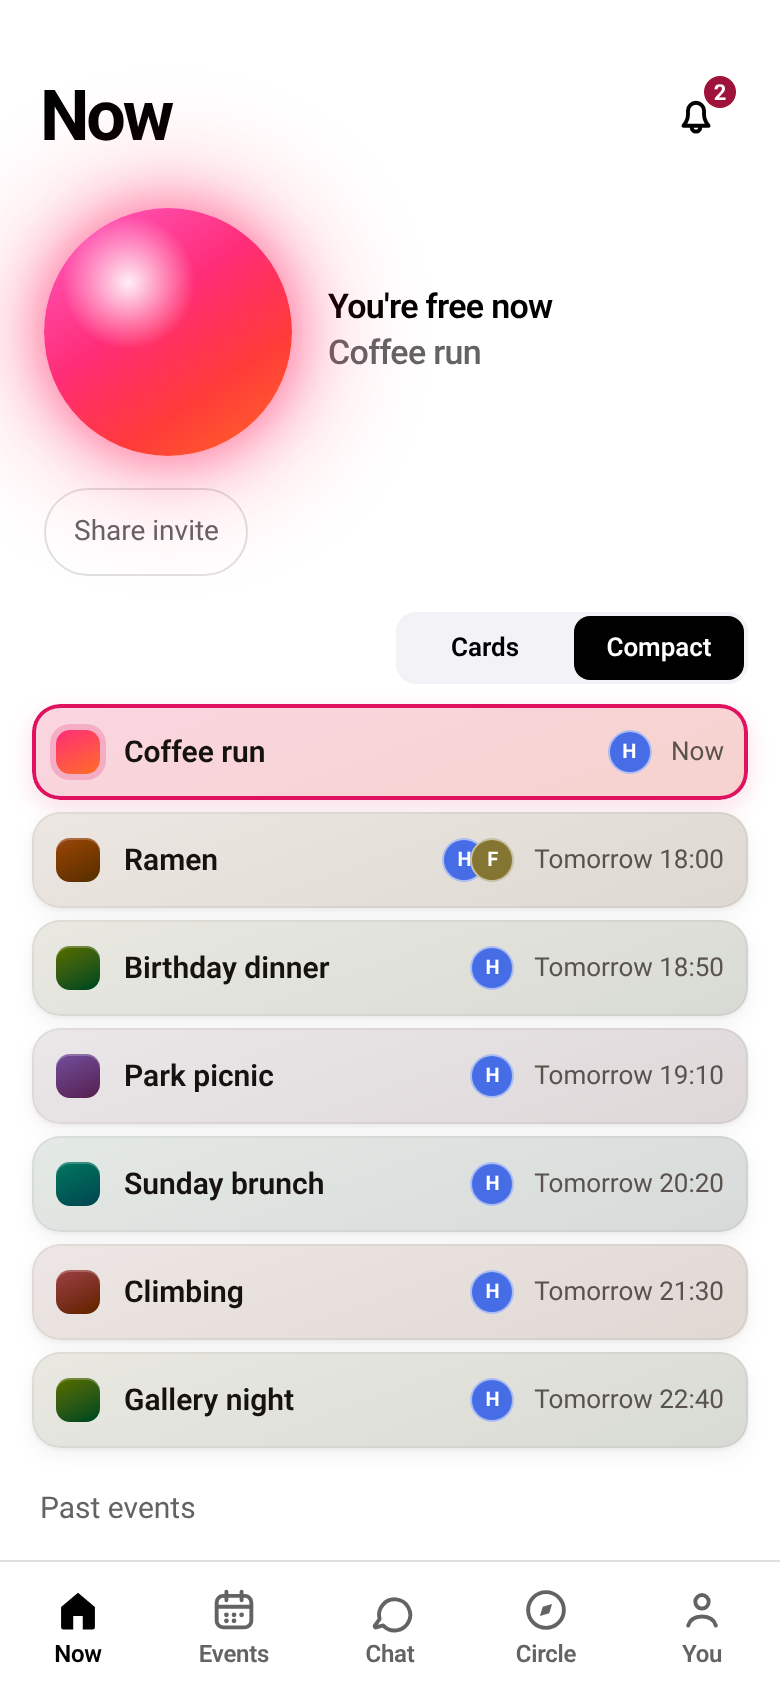 Now
2
You're free now
Coffee run
Share invite
Cards Compact
Coffee run H Now
Ramen H F Tomorrow 18:00
Birthday dinner H Tomorrow 18:50
Park picnic H Tomorrow 19:10
Sunday brunch H Tomorrow 20:20
Climbing H Tomorrow 21:30
Gallery night H Tomorrow 22:40
Past events
Now Events Chat Circle You